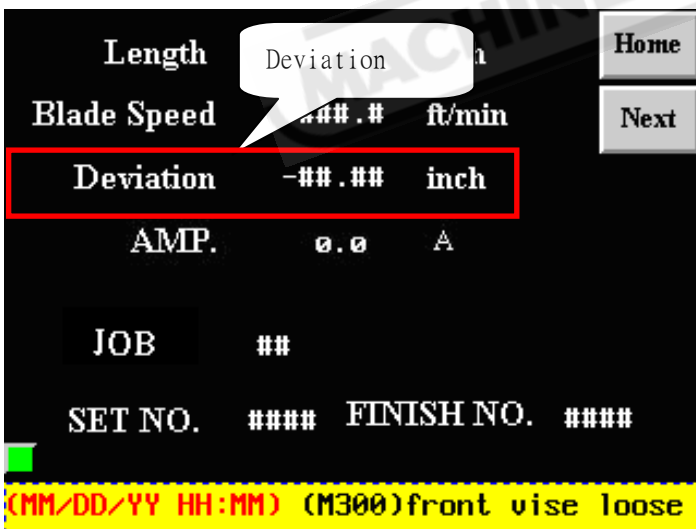 Length Deviation Home
Blade Speed ##.# ft/min Next
Deviation -##.## inch
AMP. 0.0 A
JOB ##
SET NO. #### FINISH NO. ####
(MM/DD/YY HH:MM) (M300)front vise loose